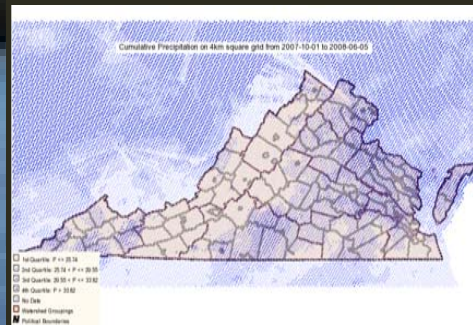 Cumulative Precipitation on 4km square grid from 2007-10-01 to 2008-06-05
1st Quartile: P <= 25.74
2nd Quartile: 25.74 < P <= 29.55
3rd Quartile: 29.55 < P <= 33.62
4th Quartile: P > 33.62
No Data
Watershed Groupings
Political Boundaries